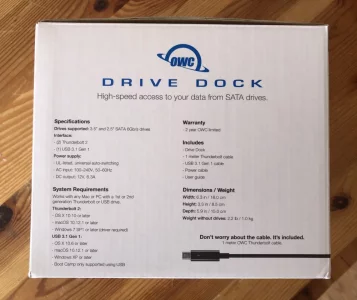 OWC
DRIVE DOCK
High-speed access to your data from SATA drives.
Specifications
Drives supported: 3.5" and 2.5" SATA 6Gb/s drives
Interface:
- (2) Thunderbolt 2
- (1) USB 3.1 Gen 1
Power supply:
- UL listed, universal auto-switching
- AC input: 100-240V, 50-60Hz
- DC output: 12V,
System Requirements
Works with any Mac or PC with a 1st or 2nd
generation Thunderbolt or USB drive.
Thunderbolt 2:
- OS X 10.10 or later
- macOS 10.12.1 or later
- Windows 7 or later (driver required)
USB 3.1 Gen 1:
- OS X 10.6 or later
- macOS 10.12.1 or later
- Windows XP or later
- Boot Camp only supported using USB
Warranty
- 2 year OWC limited
Includes
- Drive Dock
- 1 meter Thunderbolt cable
- USB 3.1 Gen 1 cable
- Power cable
- User guide
Dimensions / Weight
Width:
Height:
Depth:
Weight without drives: 2.2 lbs / 1.0 kg
Don't worry about the cable. It's included.
1 meter OWC Thunderbolt cable.